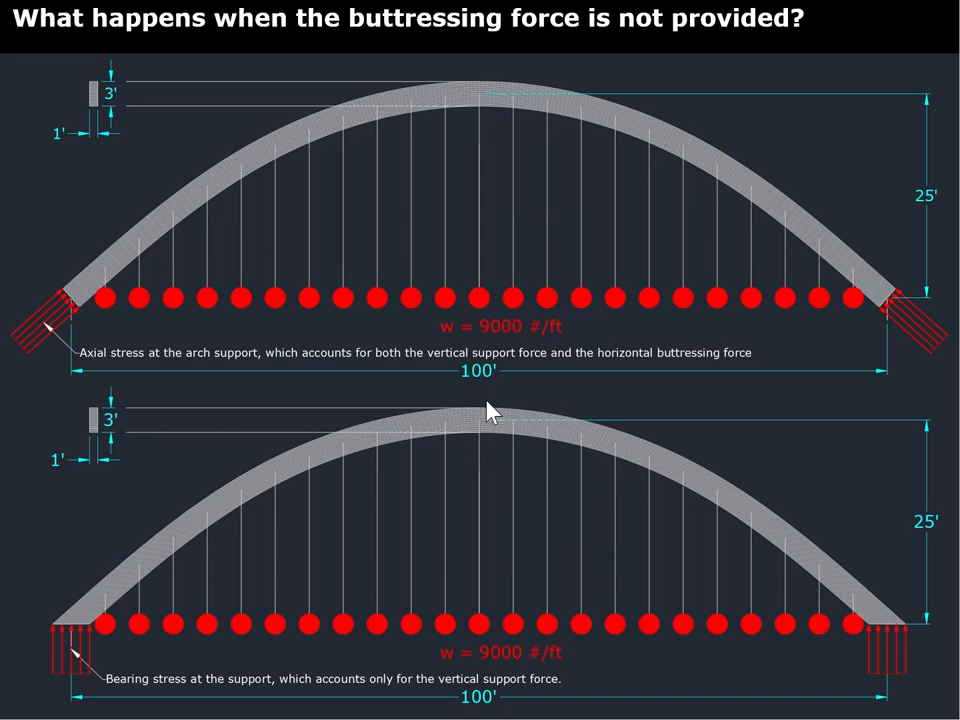 What happens when the buttressing force is not provided?
3'
1'
25'
w = 9000 #/ft
Axial stress at the arch support, which accounts for both the vertical support force and the horizontal buttressing force
100'
3'
1'
25'
w = 9000 #/ft
Bearing stress at the support, which accounts only for the vertical support force.
100'